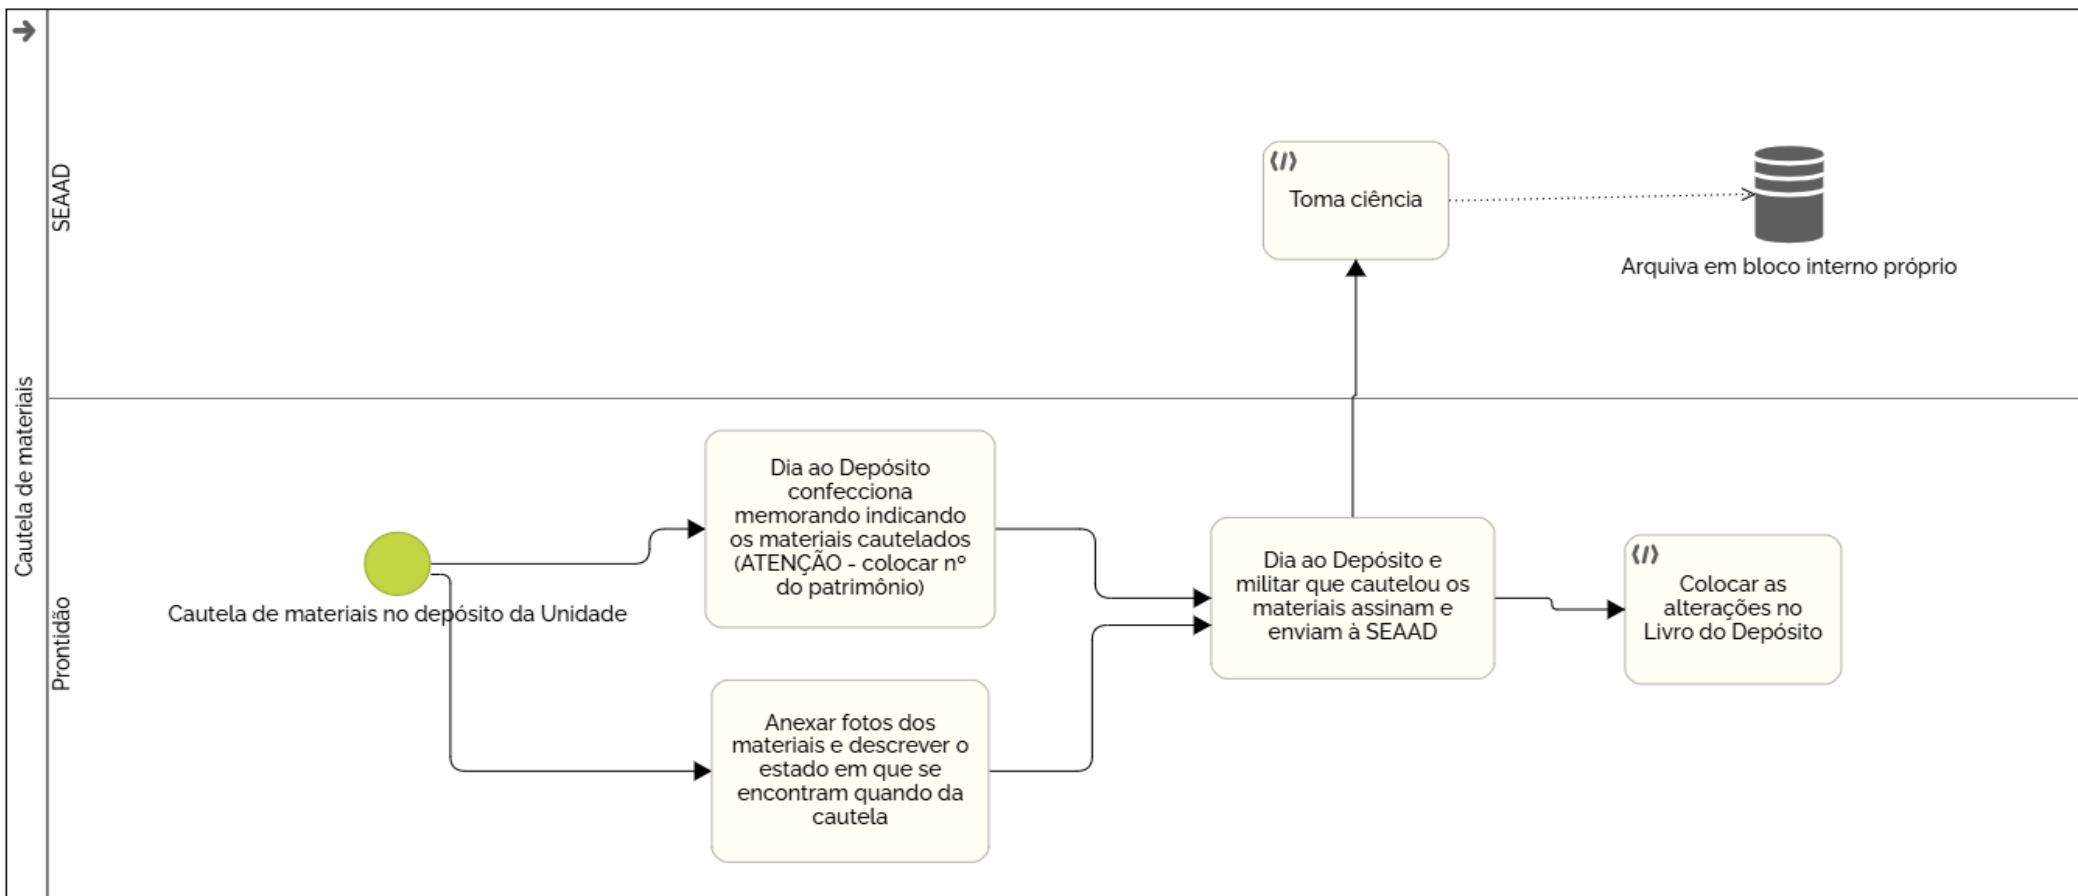 Cautela de materiais
SEAAD
Toma ciência
Arquiva em bloco interno próprio
Prontidão
Cautela de materiais no depósito da Unidade
Dia ao Depósito
confecciona
memorando indicando
os materiais cautelados
(ATENÇÃO - colocar nº
do patrimônio)
Anexar fotos dos
materiais e descrever o
estado em que se
encontram quando da
cautela
Dia ao Depósito e
militar que cautelou os
materiais assinam e
enviam à SEAAD
Colocar as
alterações no
Livro do Depósito